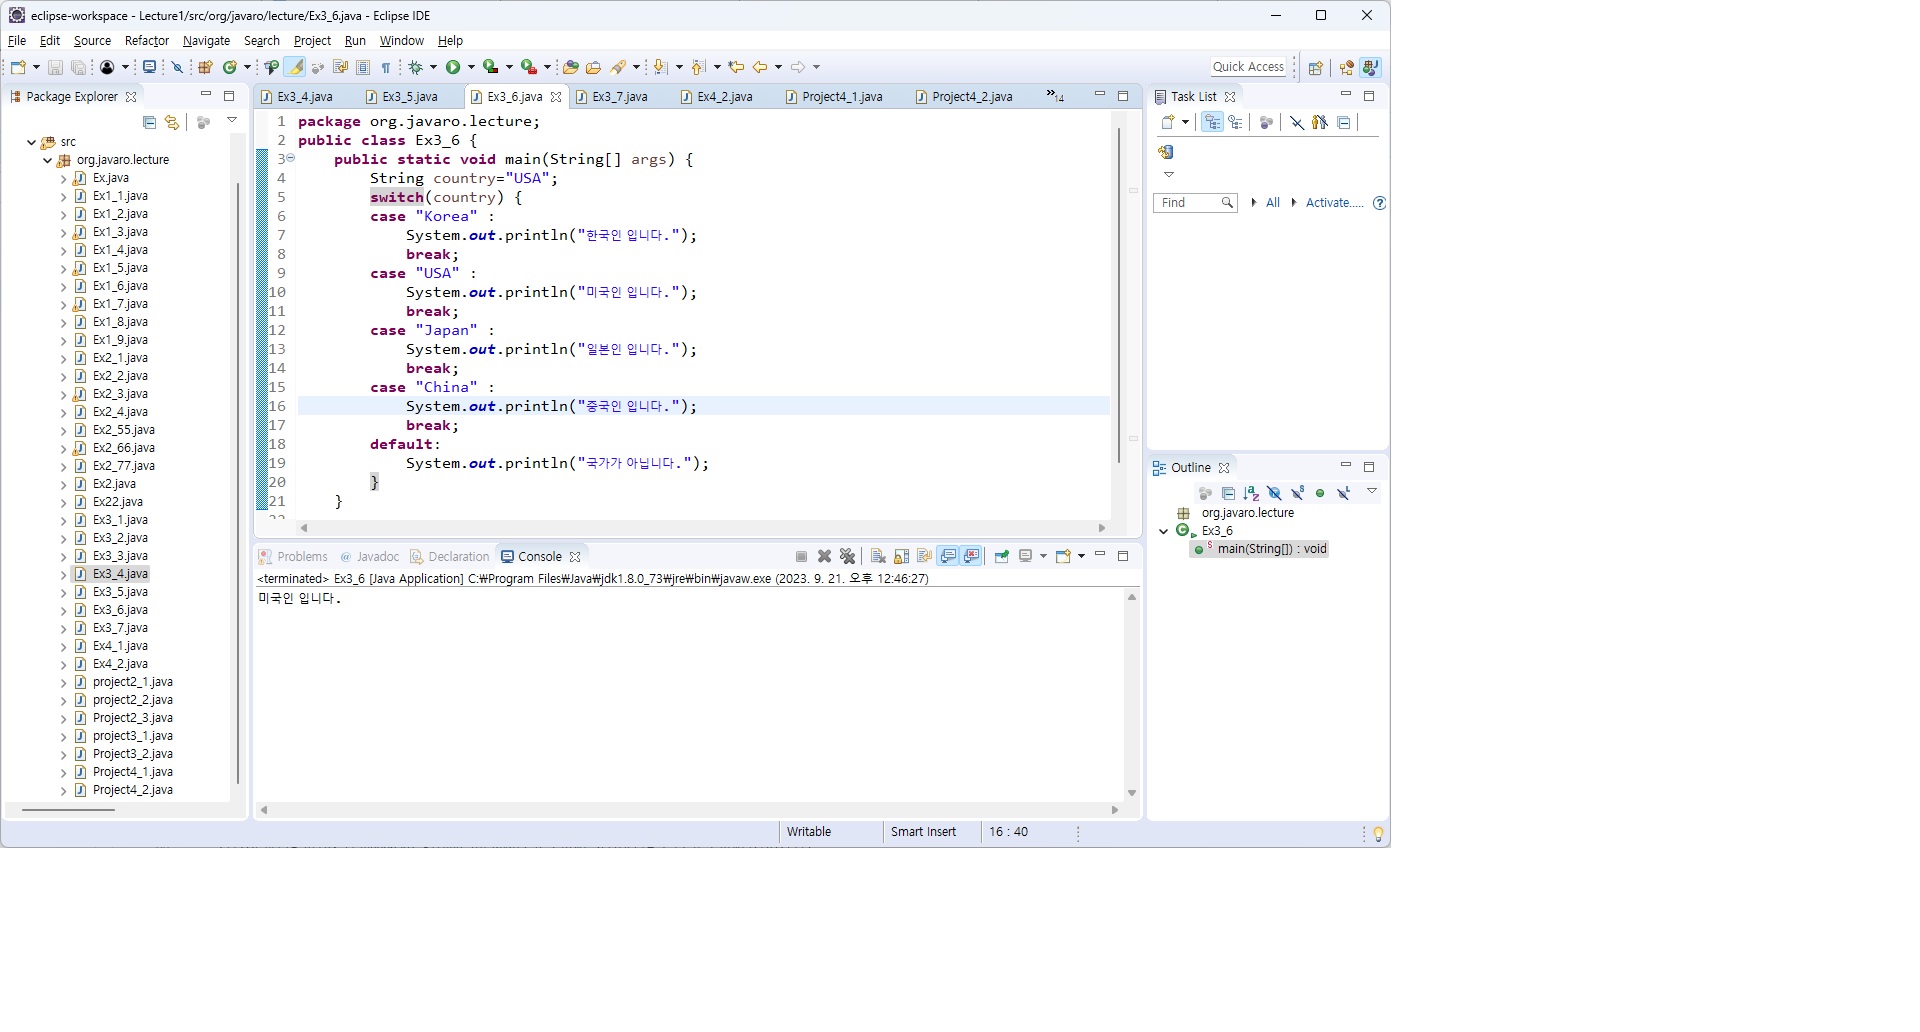 eclipse-workspace - Lecture1/src/org/javaro/lecture/Ex3_6.java - Eclipse IDE
File Edit Source Refactor Navigate Search Project Run Window Help
Quick Access
Package Explorer
src
org.javaro.lecture
Ex.java
Ex1_1.java
Ex1_2.java
Ex1_3.java
Ex1_4.java
Ex1_5.java
Ex1_6.java
Ex1_7.java
Ex1_8.java
Ex1_9.java
Ex2_1.java
Ex2_2.java
Ex2_3.java
Ex2_4.java
Ex2_55.java
Ex2_66.java
Ex2_77.java
Ex2.java
Ex22.java
Ex3_1.java
Ex3_2.java
Ex3_3.java
Ex3_4.java
Ex3_5.java
Ex3_6.java
Ex3_7.java
Ex4_1.java
Ex4_2.java
project2_1.java
project2_2.java
Project2_3.java
project3_1.java
Project3_2.java
Project4_1.java
Project4_2.java
Ex3_4.java Ex3_5.java Ex3_6.java Ex3_7.java Ex4_2.java Project4_1.java Project4_2.java »14
1 package org.javaro.lecture;
2 public class Ex3_6 {
3 public static void main(String[] args) {
4 String country="USA";
5 switch(country) {
6 case "Korea" :
7 System.out.println("한국인 입니다.");
8 break;
9 case "USA" :
10 System.out.println("미국인 입니다.");
11 break;
12 case "Japan" :
13 System.out.println("일본인 입니다.");
14 break;
15 case "China" :
16 System.out.println("중국인 입니다.");
17 break;
18 default:
19 System.out.println("국가가 아닙니다.");
20 }
21 }
Problems @ Javadoc Declaration Console
<terminated> Ex3_6 [Java Application] C:₩Program Files₩Java₩jdk1.8.0_73₩jre₩bin₩javaw.exe (2023. 9. 21. 오후 12:46:27)
미국인 입니다.
Task List
Find All Activate.....
Outline
org.javaro.lecture
Ex3_6
main(String[]) : void
Writable Smart Insert 16 : 40